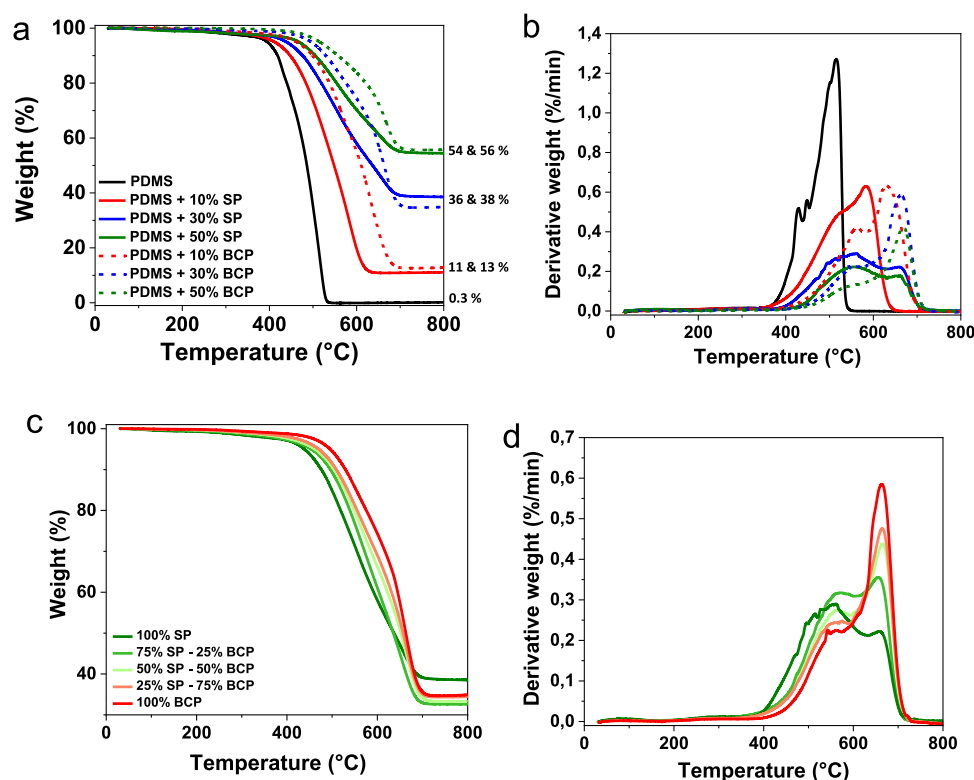 a
100
80
60
40
20
0
Weight (%)
PDMS
PDMS + 10% SP
PDMS + 30% SP
PDMS + 50% SP
PDMS + 10% BCP
PDMS + 30% BCP
PDMS + 50% BCP
54 & 56 %
36 & 38 %
11 & 13 %
0.3 %
0 200 400 600 800
Temperature (°C)
b
1,4
1,2
1,0
0,8
0,6
0,4
0,2
0,0
Derivative weight (%/min)
0 200 400 600 800
Temperature (°C)
c
100
80
60
40
Weight (%)
100% SP
75% SP - 25% BCP
50% SP - 50% BCP
25% SP - 75% BCP
100% BCP
0 200 400 600 800
Temperature (°C)
d
0,7
0,6
0,5
0,4
0,3
0,2
0,1
0,0
Derivative weight (%/min)
0 200 400 600 800
Temperature (°C)